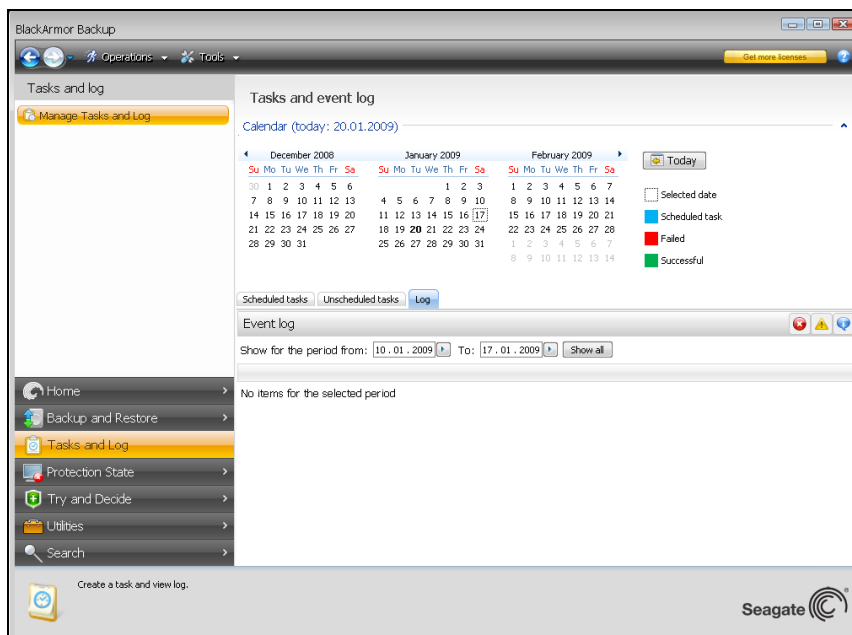 BlackArmor Backup
Operations Tools Get more licenses ?
Tasks and log
Manage Tasks and Log
Tasks and event log
Calendar (today: 20.01.2009)
December 2008 January 2009 February 2009
Su Mo Tu We Th Fr Sa Su Mo Tu We Th Fr Sa Su Mo Tu We Th Fr Sa
30 1 2 3 4 5 6 1 2 3 1 2 3 4 5 6 7
7 8 9 10 11 12 13 4 5 6 7 8 9 10 8 9 10 11 12 13 14
14 15 16 17 18 19 20 11 12 13 14 15 16 17 15 16 17 18 19 20 21
21 22 23 24 25 26 27 18 19 20 21 22 23 24 22 23 24 25 26 27 28
28 29 30 31 25 26 27 28 29 30 31 1 2 3 4 5 6 7
8 9 10 11 12 13 14
Today
Selected date
Scheduled task
Failed
Successful
Scheduled tasks Unscheduled tasks Log
Event log
Show for the period from: 10 . 01 . 2009 To: 17 . 01 . 2009 Show all
No items for the selected period
Home
Backup and Restore
Tasks and Log
Protection State
Try and Decide
Utilities
Search
Create a task and view log.
Seagate